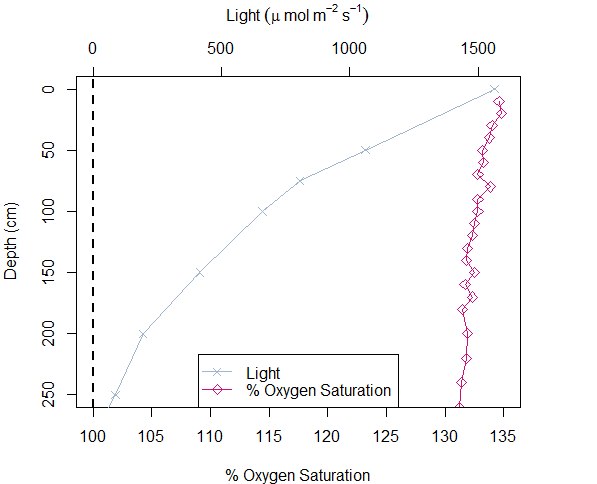 Light (μ mol m⁻² s⁻¹)
0 500 1000 1500
Depth (cm)
0
50
100
150
200
250
Light
% Oxygen Saturation
100 105 110 115 120 125 130 135
% Oxygen Saturation